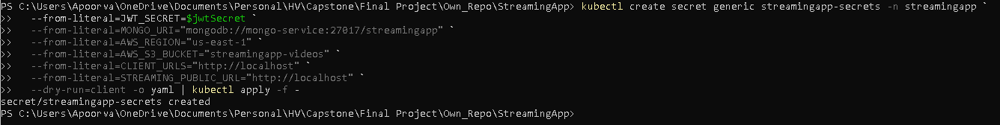 PS C:\Users\Apoorva\OneDrive\Documents\Personal\HV\Capstone\Final Project\Own_Repo\StreamingApp> kubectl create secret generic streamingapp-secrets -n streamingapp `
>>   --from-literal=JWT_SECRET=$jwtSecret `
>>   --from-literal=MONGO_URI="mongodb://mongo-service:27017/streamingapp" `
>>   --from-literal=AWS_REGION="us-east-1" `
>>   --from-literal=AWS_S3_BUCKET="streamingapp-videos" `
>>   --from-literal=CLIENT_URLS="http://localhost" `
>>   --from-literal=STREAMING_PUBLIC_URL="http://localhost" `
>>   --dry-run=client -o yaml | kubectl apply -f -
secret/streamingapp-secrets created
PS C:\Users\Apoorva\OneDrive\Documents\Personal\HV\Capstone\Final Project\Own_Repo\StreamingApp>